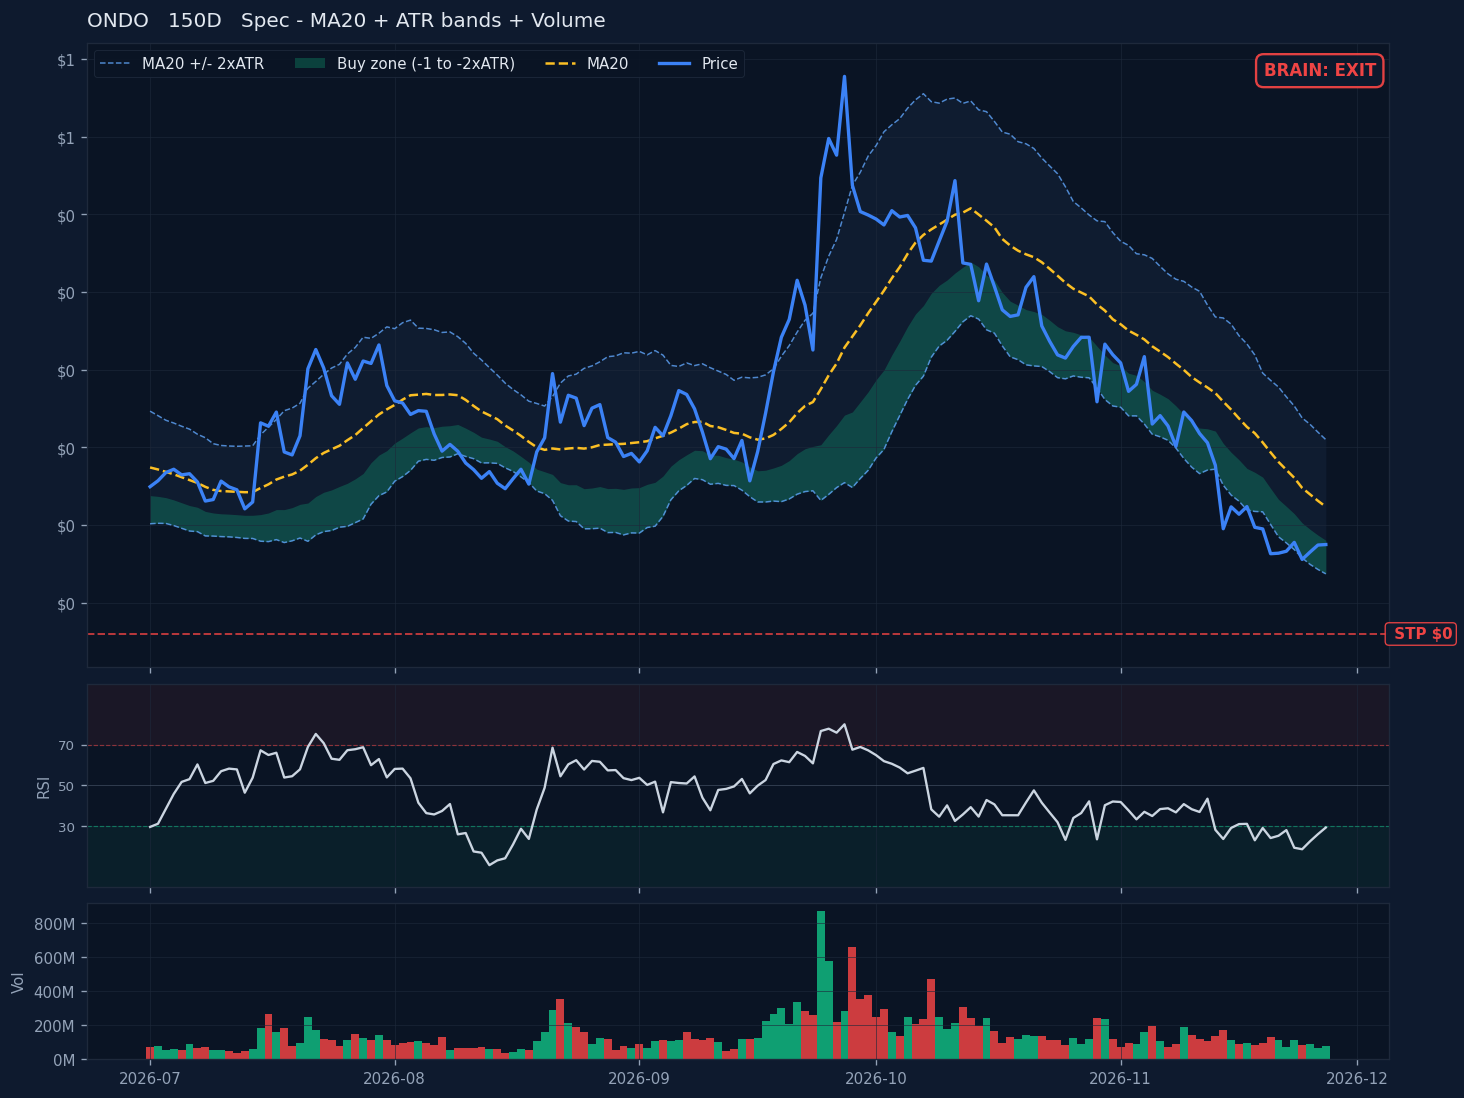 ONDO   150D   Spec - MA20 + ATR bands + Volume
MA20 +/- 2xATR   Buy zone (-1 to -2xATR)   MA20   Price
BRAIN: EXIT
$1
$1
$0
$0
$0
$0
$0
$0
STP $0
RSI
70
50
30
Vol
800M
600M
400M
200M
0M
2026-07   2026-08   2026-09   2026-10   2026-11   2026-12